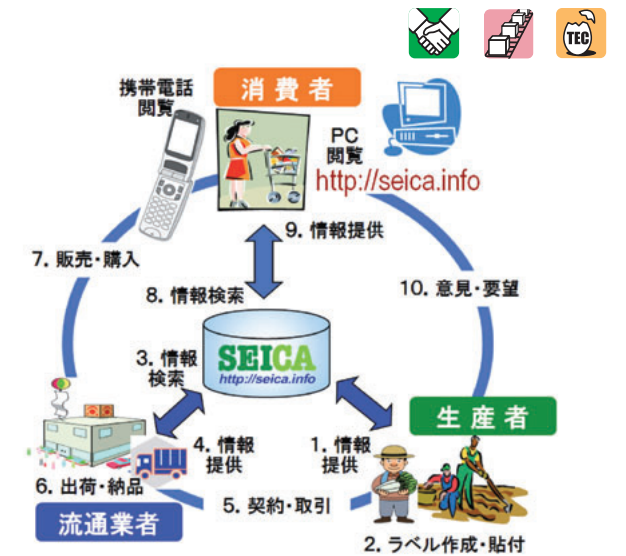 TEC
携帯電話
閲覧
消費者
PC
閲覧
http://seica.info
9. 情報提供
7. 販売・購入
8. 情報検索
10. 意見・要望
3. 情報
検索
SEICA
http://seica.info
生産者
4. 情報
提供
1. 情報
提供
6. 出荷・納品
5. 契約・取引
流通業者
2. ラベル作成・貼付